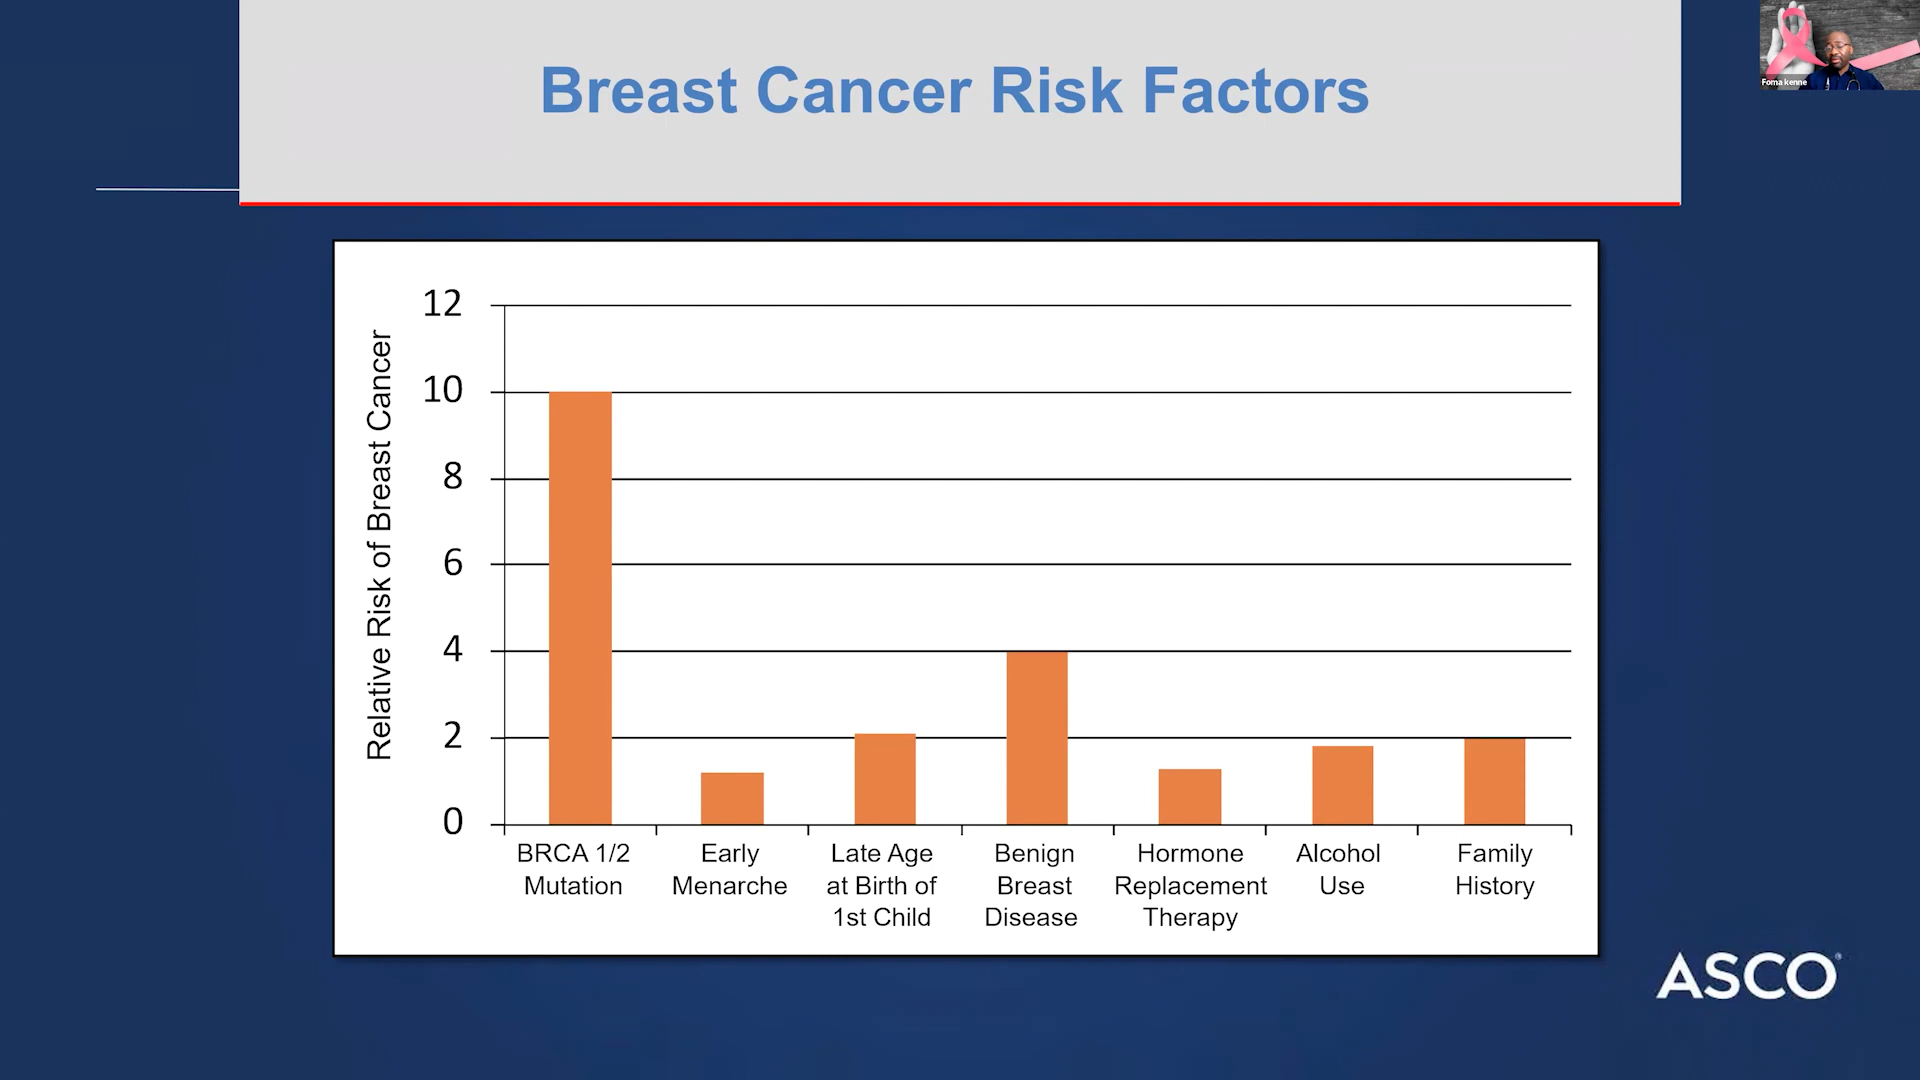 Breast Cancer Risk Factors
Foma kenne
Relative Risk of Breast Cancer
12
10
8
6
4
2
0
BRCA 1/2
Mutation
Early
Menarche
Late Age
at Birth of
1st Child
Benign
Breast
Disease
Hormone
Replacement
Therapy
Alcohol
Use
Family
History
ASCO®